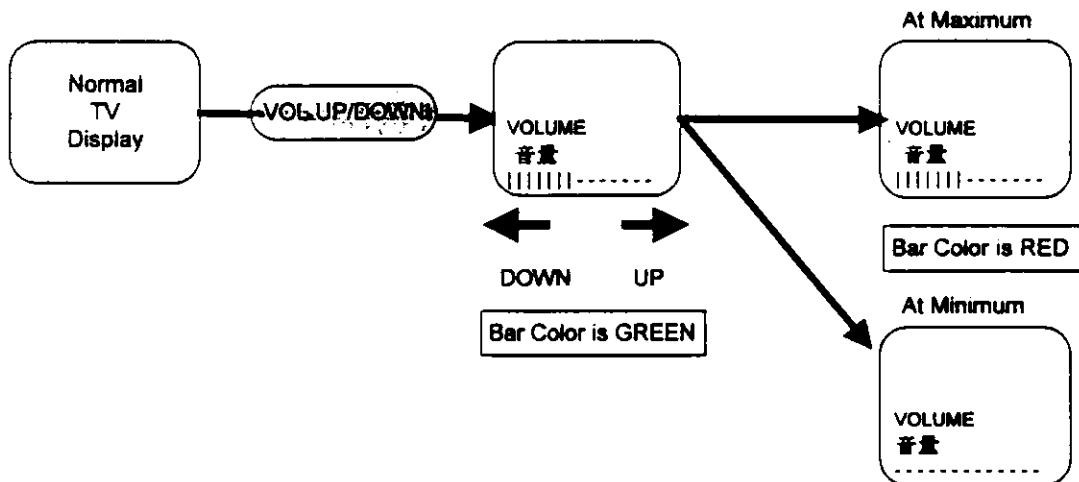 Normal
TV
Display
VOL UP/DOWN
VOLUME
音量
|||||||--------
DOWN
UP
Bar Color is GREEN
At Maximum
VOLUME
音量
|||||||--------
Bar Color is RED
At Minimum
VOLUME
音量
----------------